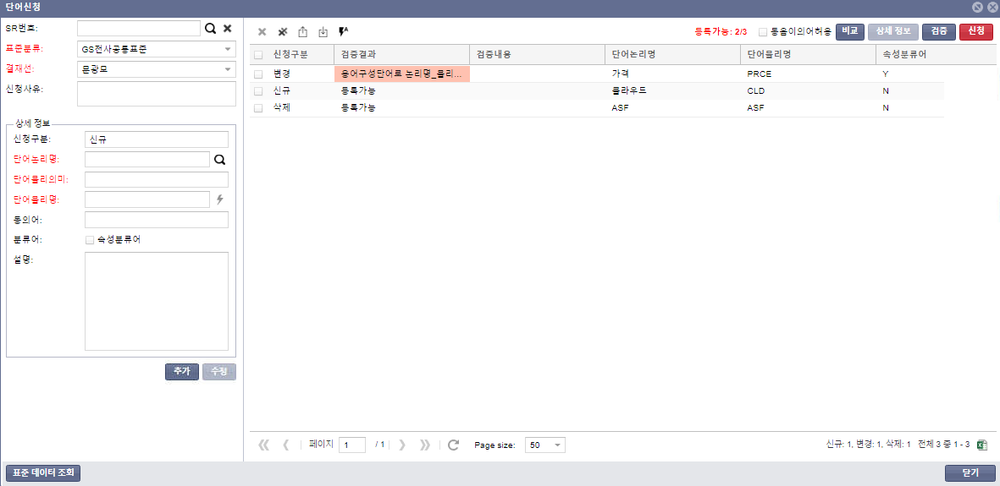 단어신청
SR번호:
표준분류: GS전사공통표준
결재선: 문광모
신청사유:
상세 정보
신청구분: 신규
단어논리명:
단어물리의미:
단어물리명:
동의어:
분류어: 속성분류어
설명:
추가 수정
등록가능: 2/3 동음이의어허용 비교 상세 정보 검증 신청
신청구분 검증결과 검증내용 단어논리명 단어물리명 속성분류어
변경 용어구성단어로 논리명_물리... 가격 PRCE Y
신규 등록가능 클라우드 CLD N
삭제 등록가능 ASF ASF N
페이지 1 / 1 Page size: 50 신규: 1, 변경: 1, 삭제: 1 전체 3 중 1 - 3
표준 데이터 조회 닫기